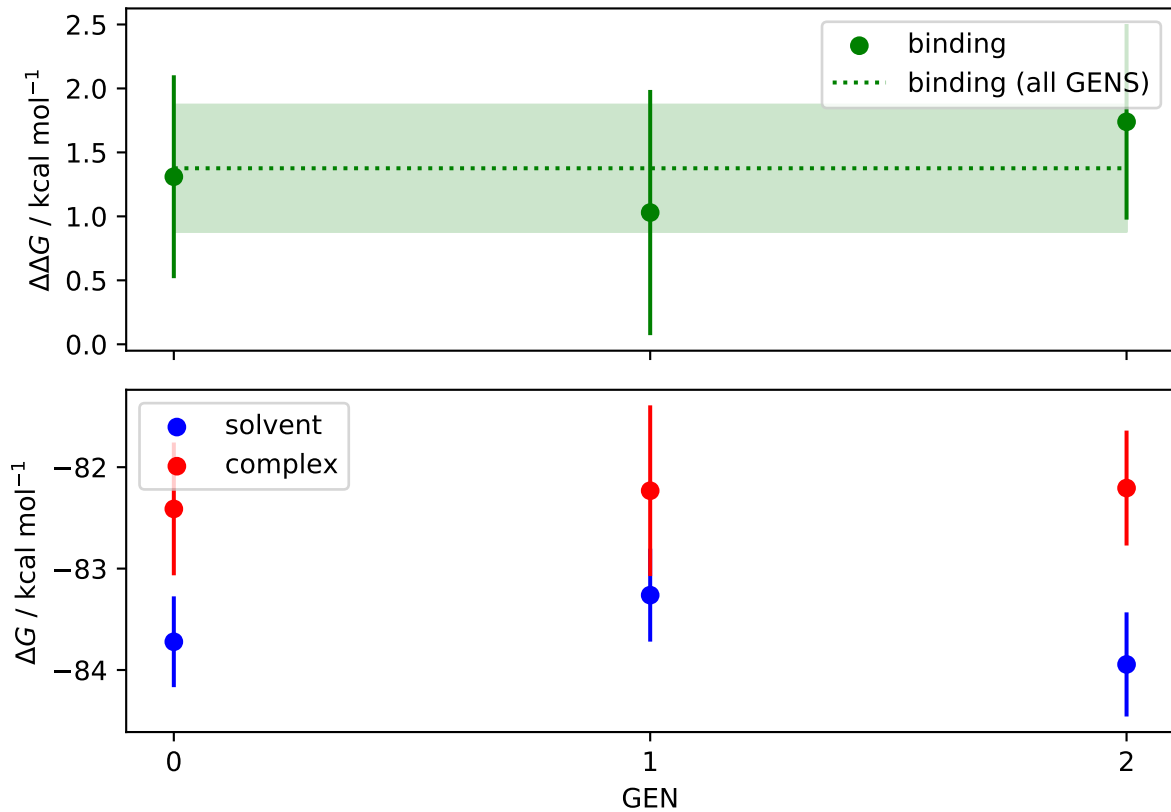 2.5
2.0
1.5
1.0
0.5
0.0
ΔΔG / kcal mol⁻¹
binding
binding (all GENS)
solvent
complex
−82
−83
−84
ΔG / kcal mol⁻¹
0 1 2
GEN